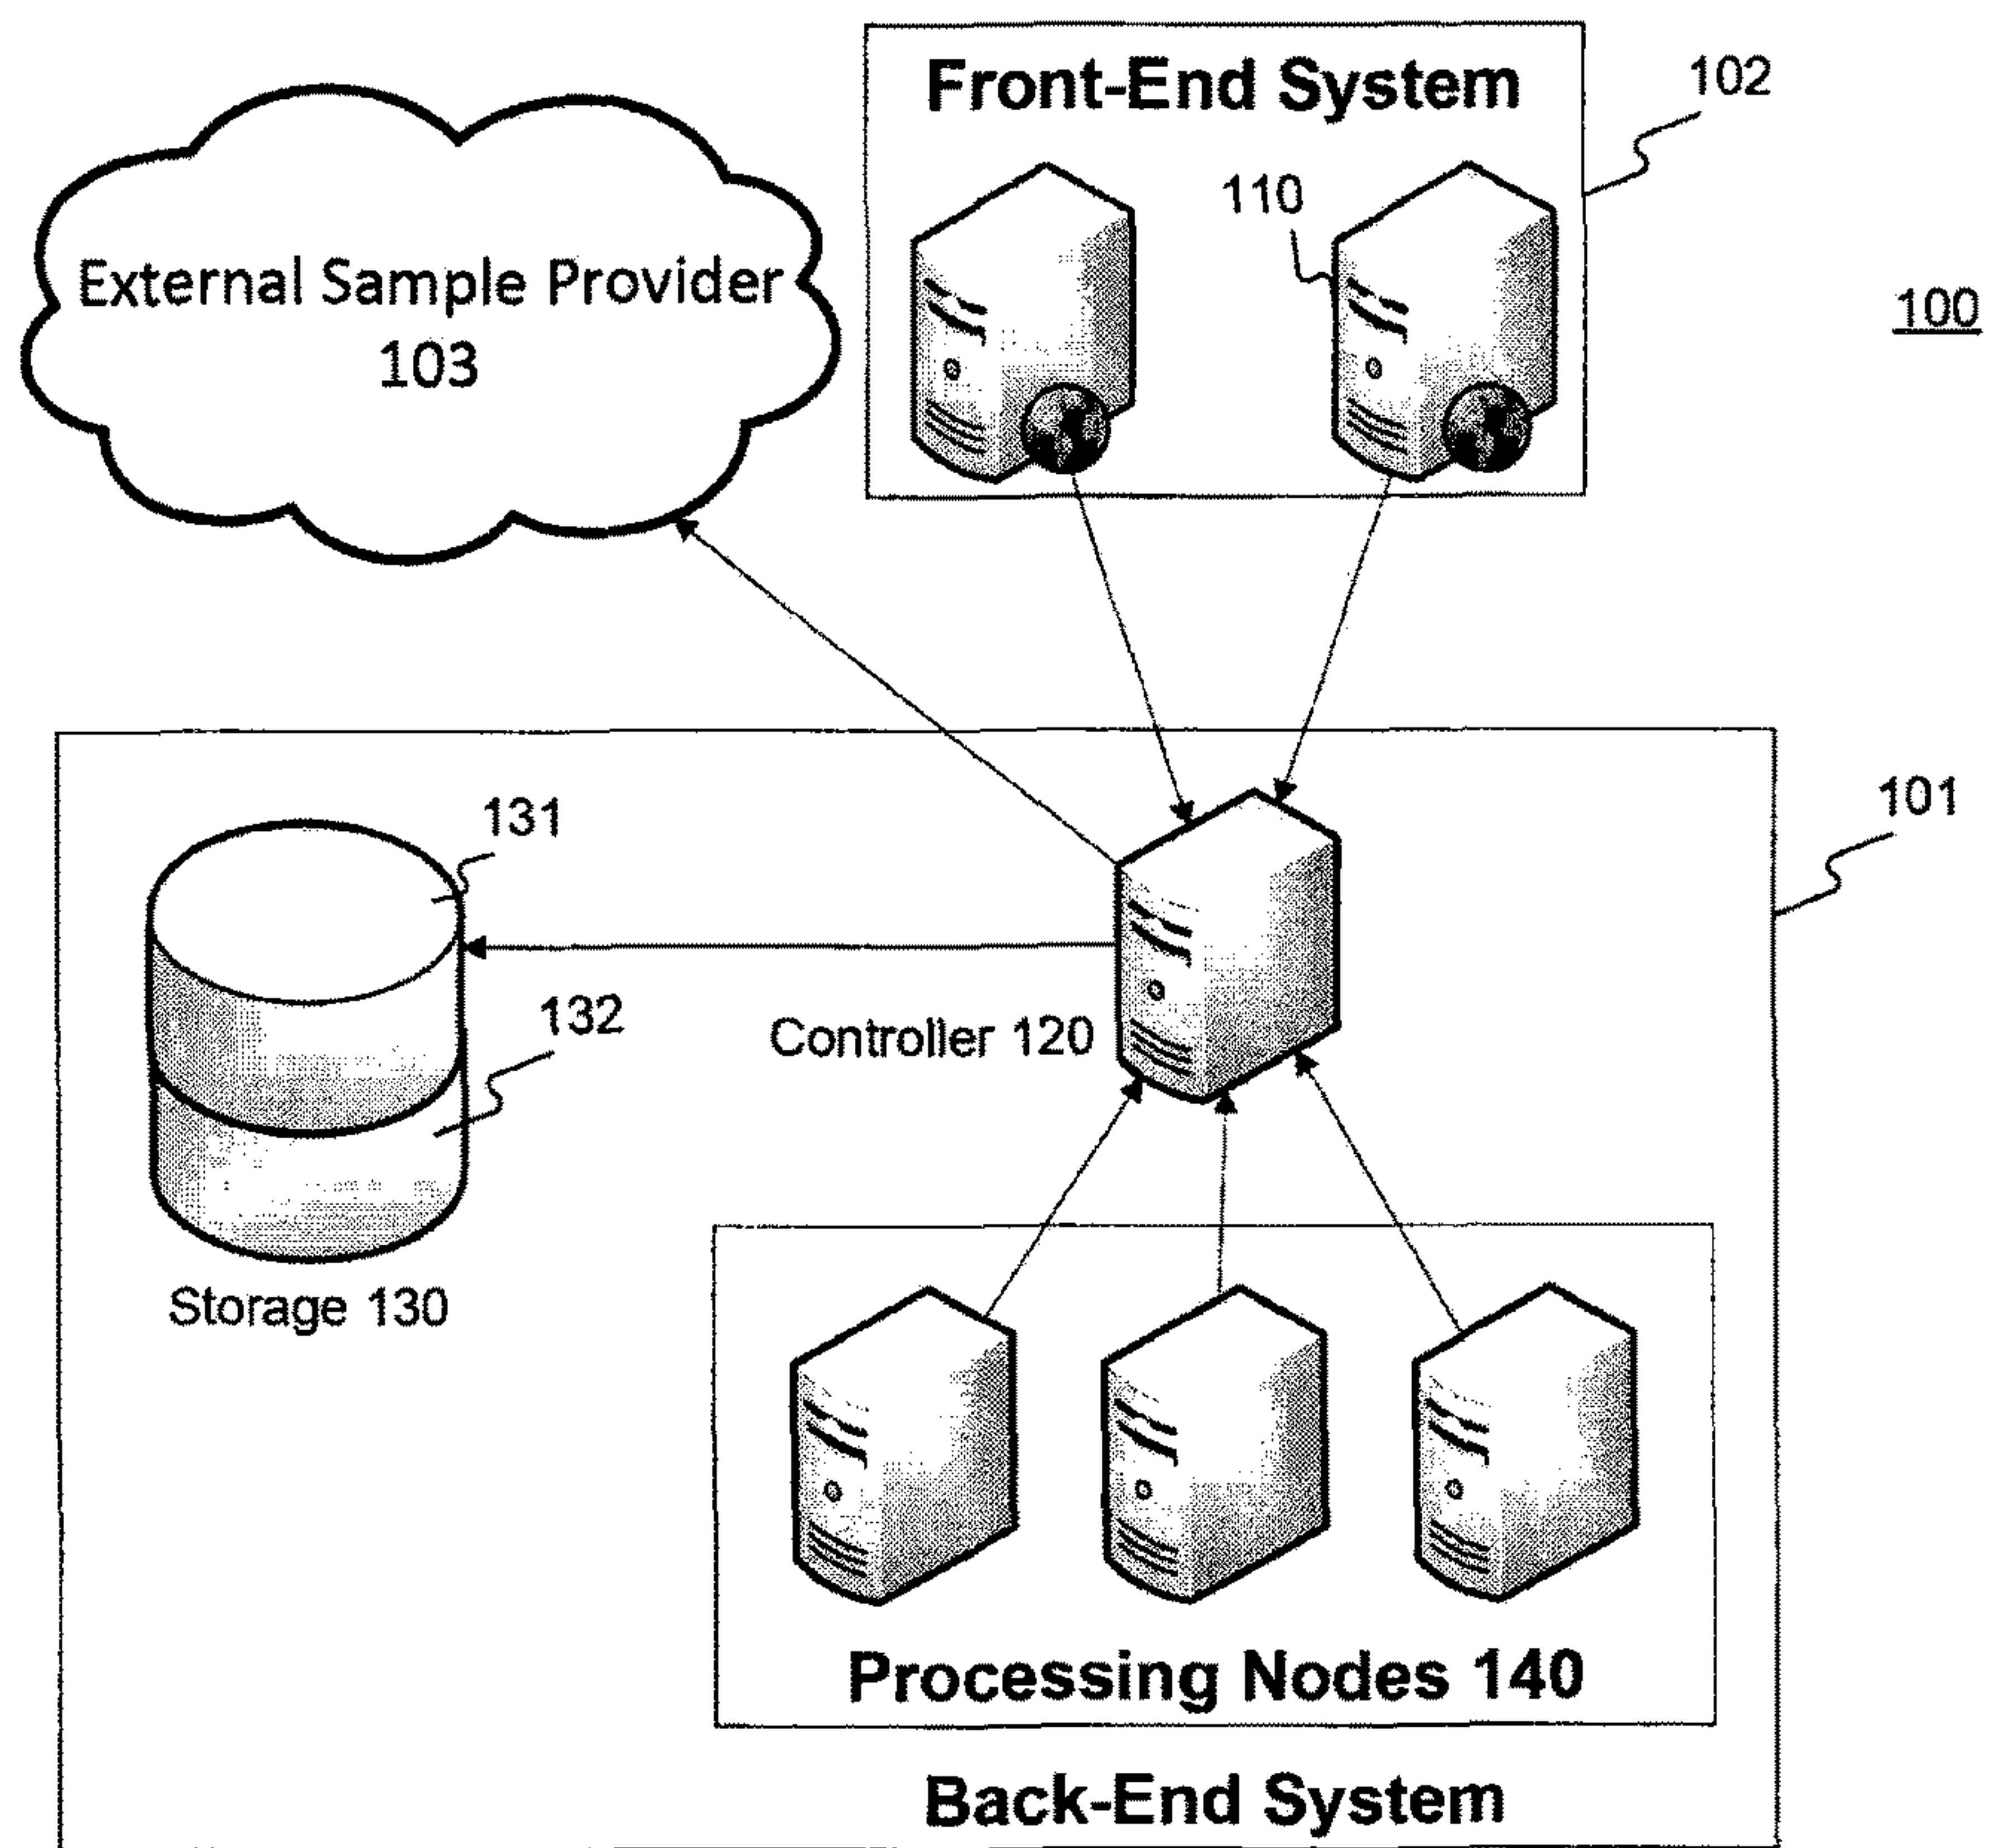 Front-End System
102
110
External Sample Provider
103
100
101
131
132
Controller 120
Storage 130
Processing Nodes 140
Back-End System